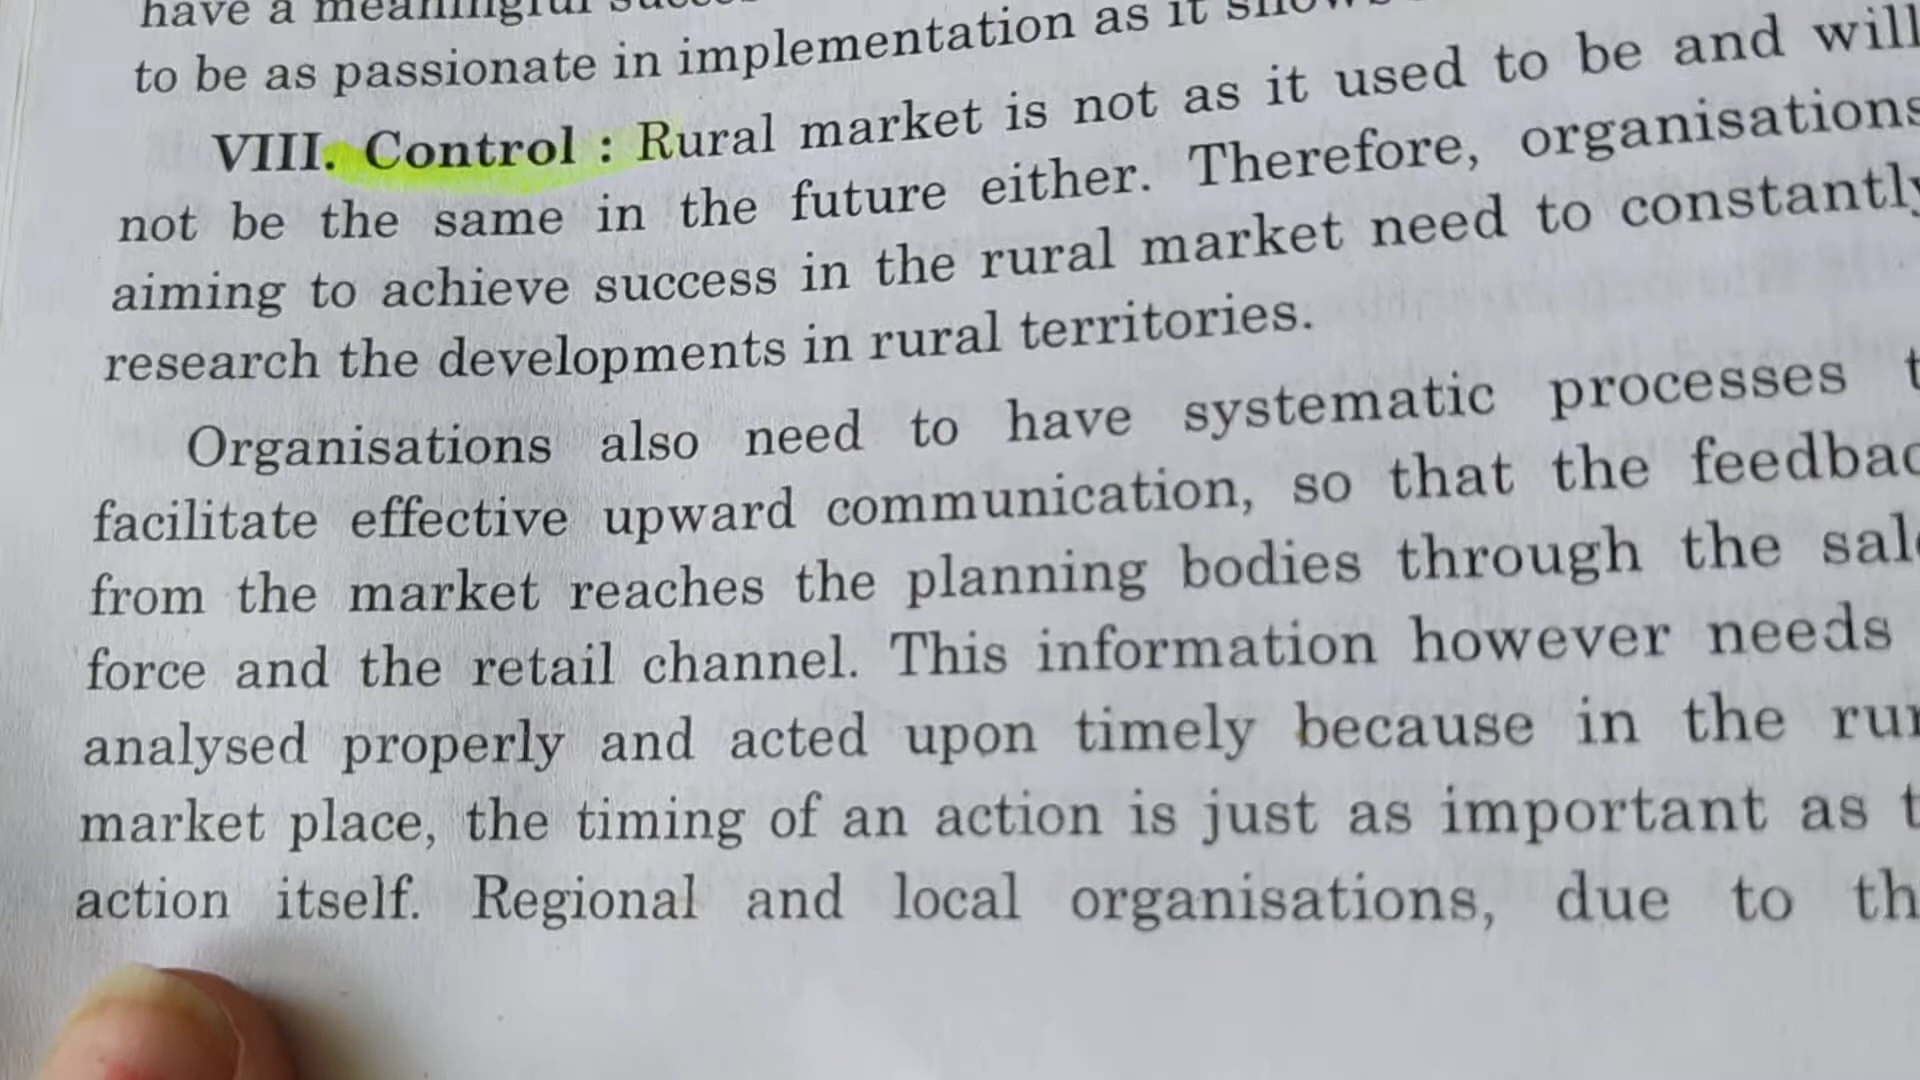 have a meaningful
to be as passionate in implementation as it
VIII. Control : Rural market is not as it used to be and will
not be the same in the future either. Therefore, organisations
aiming to achieve success in the rural market need to constantly
research the developments in rural territories.
Organisations also need to have systematic processes
facilitate effective upward communication, so that the
from the market reaches the planning bodies through the
force and the retail channel. This information however needs
analysed properly and acted upon timely because in the
market place, the timing of an action is just as important as
action itself. Regional and local organisations, due to